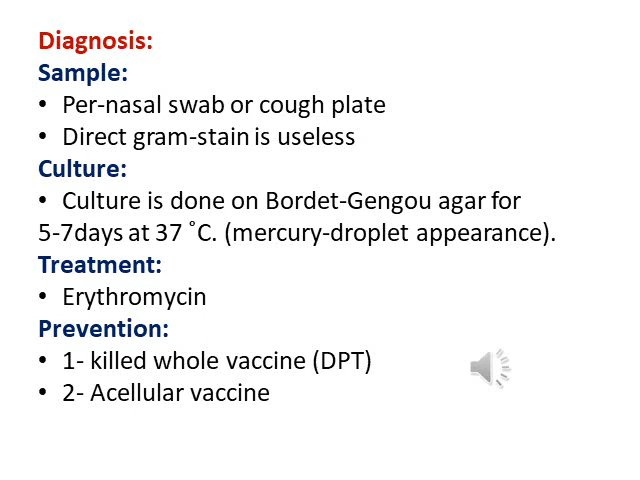 Diagnosis:
Sample:
• Per-nasal swab or cough plate
• Direct gram-stain is useless
Culture:
• Culture is done on Bordet-Gengou agar for
5-7days at 37 ˚C. (mercury-droplet appearance).
Treatment:
• Erythromycin
Prevention:
• 1- killed whole vaccine (DPT)
• 2- Acellular vaccine